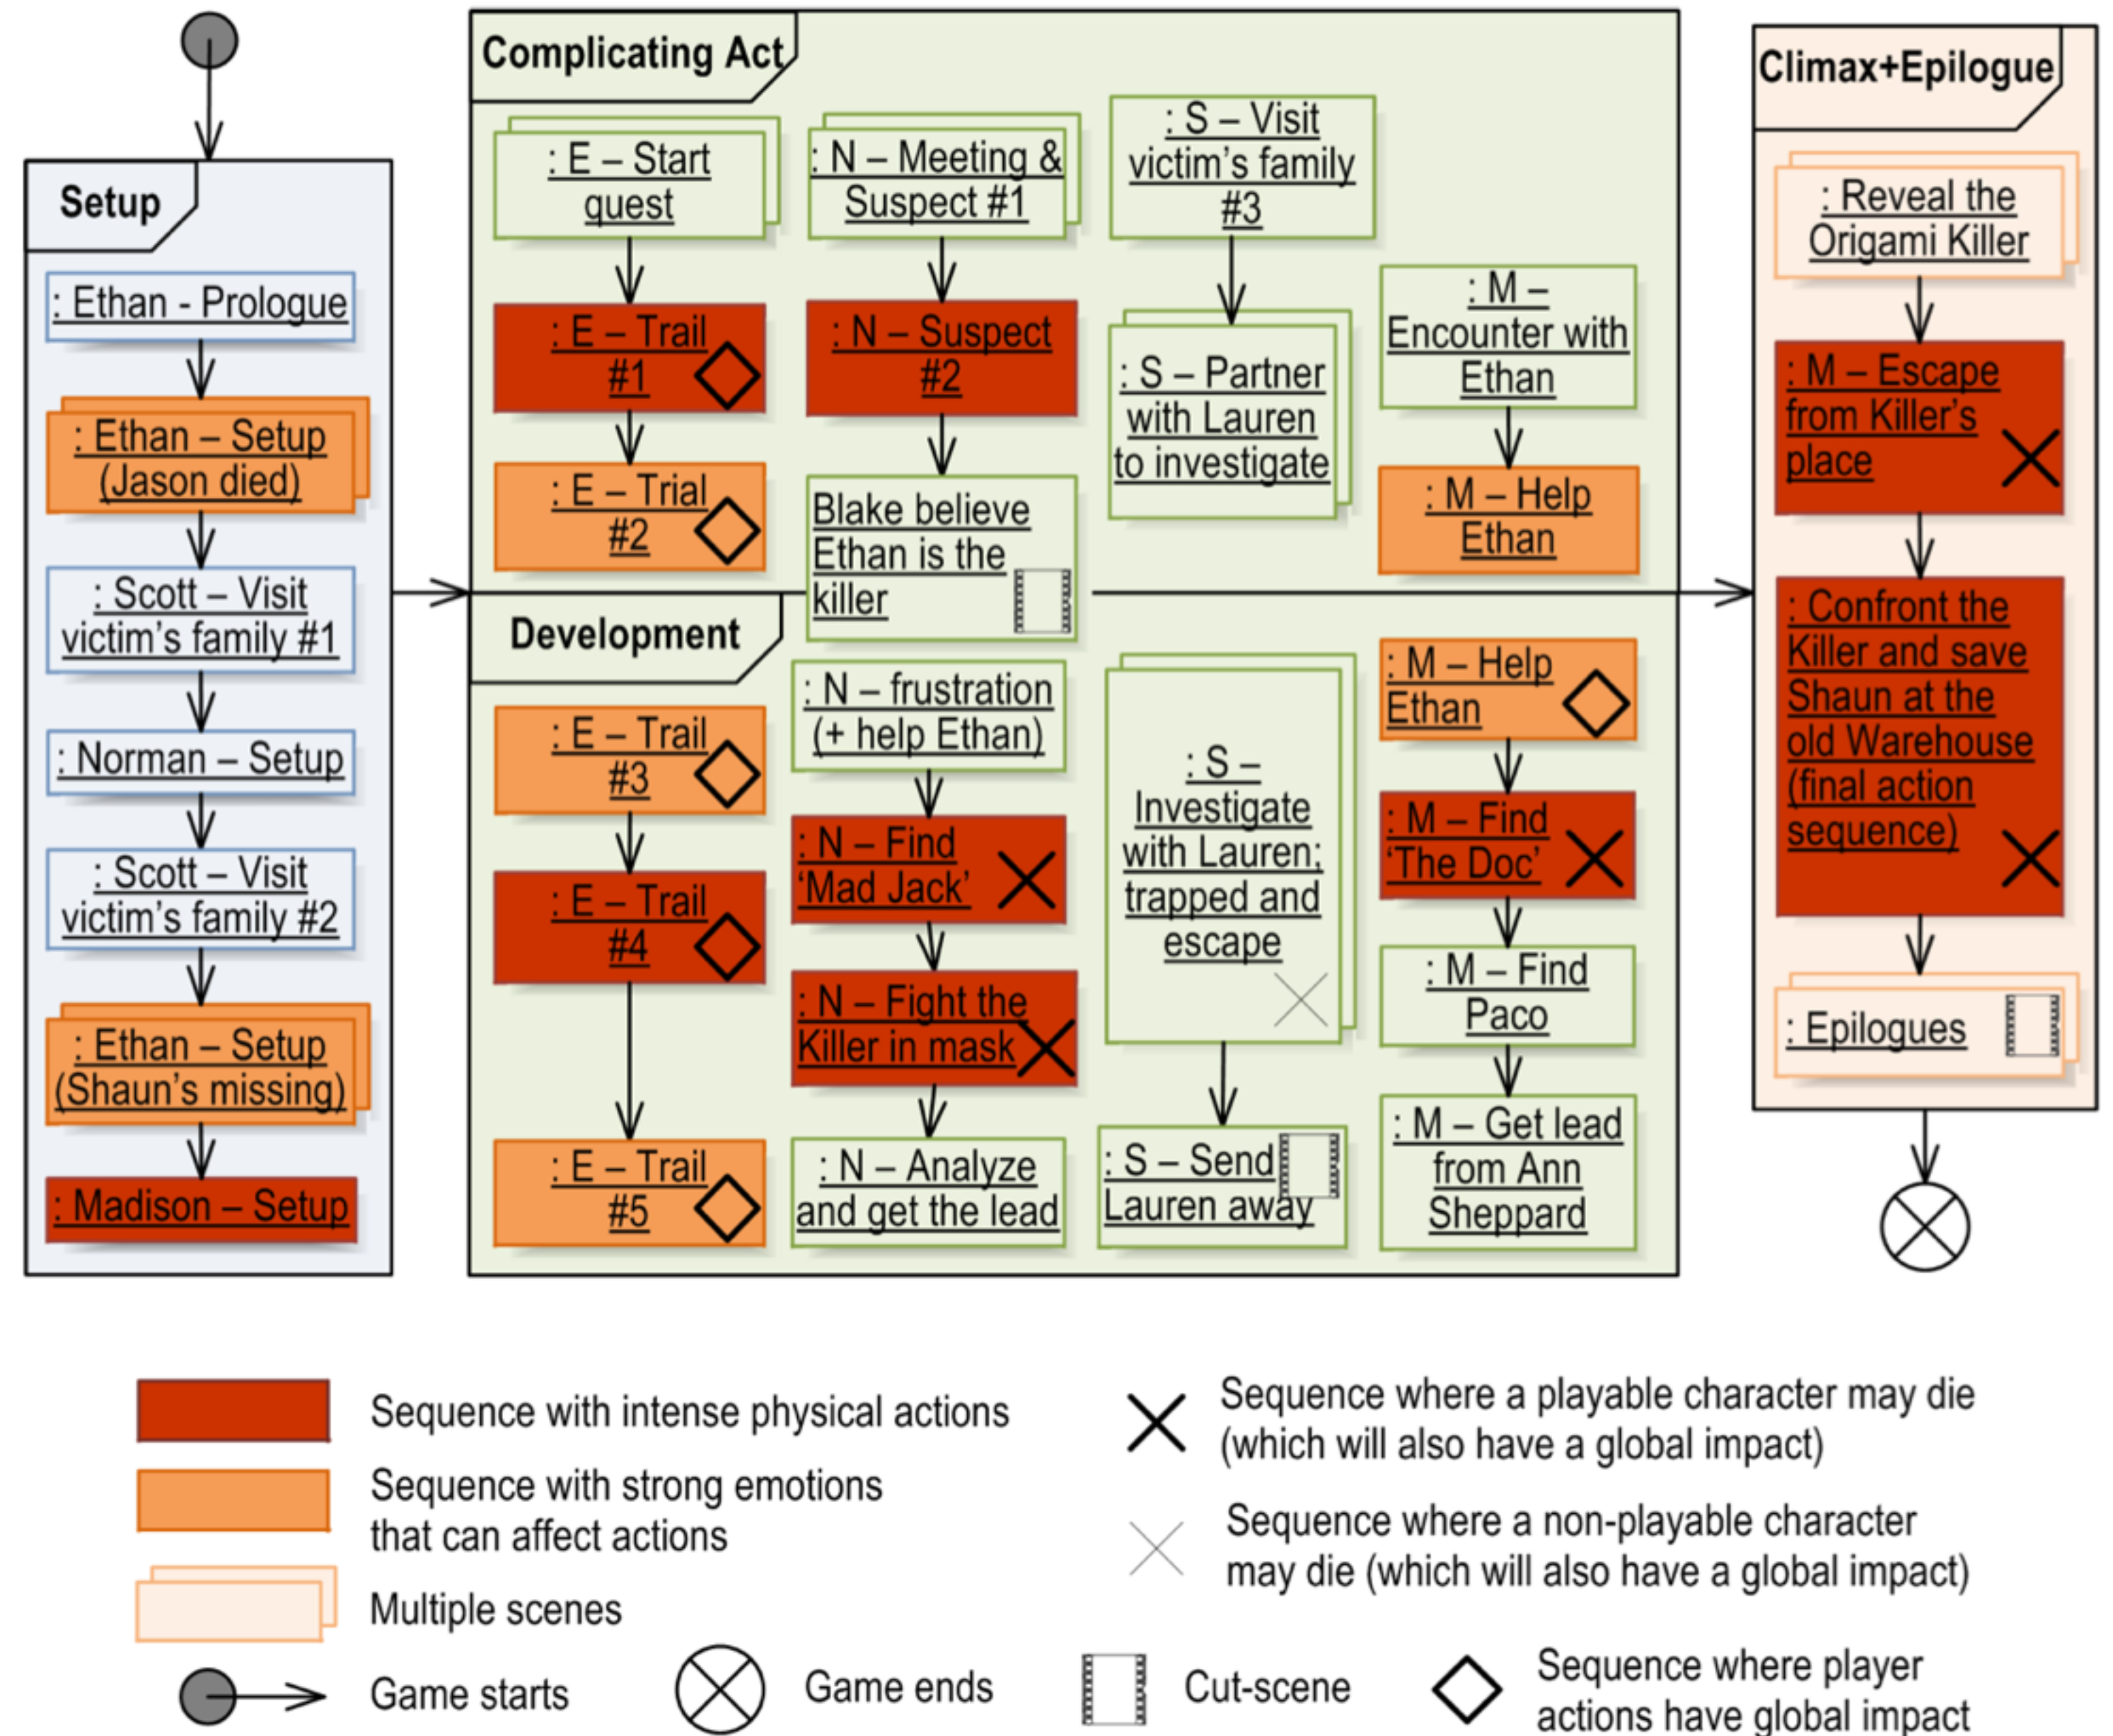 Setup
: Ethan - Prologue
: Ethan – Setup
(Jason died)
: Scott – Visit
victim's family #1
: Norman – Setup
: Scott – Visit
victim's family #2
: Ethan – Setup
(Shaun's missing)
: Madison – Setup
Complicating Act
: E – Start
quest
: E – Trail
#1
: E – Trial
#2
: N – Meeting &
Suspect #1
: N – Suspect
#2
Blake believe
Ethan is the
killer
: S – Visit
victim's family
#3
: S – Partner
with Lauren
to investigate
: M –
Encounter with
Ethan
: M – Help
Ethan
Development
: E – Trail
#3
: E – Trail
#4
: E – Trail
#5
: N – frustration
(+ help Ethan)
: N – Find
‘Mad Jack’
: N – Fight the
Killer in mask
: N – Analyze
and get the lead
: S –
Investigate
with Lauren;
trapped and
escape
: S – Send
Lauren away
: M – Help
Ethan
: M – Find
‘The Doc’
: M – Find
Paco
: M – Get lead
from Ann
Sheppard
Climax+Epilogue
: Reveal the
Origami Killer
: M – Escape
from Killer's
place
: Confront the
Killer and save
Shaun at the
old Warehouse
(final action
sequence)
: Epilogues
Sequence with intense physical actions
Sequence with strong emotions
that can affect actions
Multiple scenes
Game starts
Game ends
Cut-scene
Sequence where a playable character may die
(which will also have a global impact)
Sequence where a non-playable character
may die (which will also have a global impact)
Sequence where player
actions have global impact